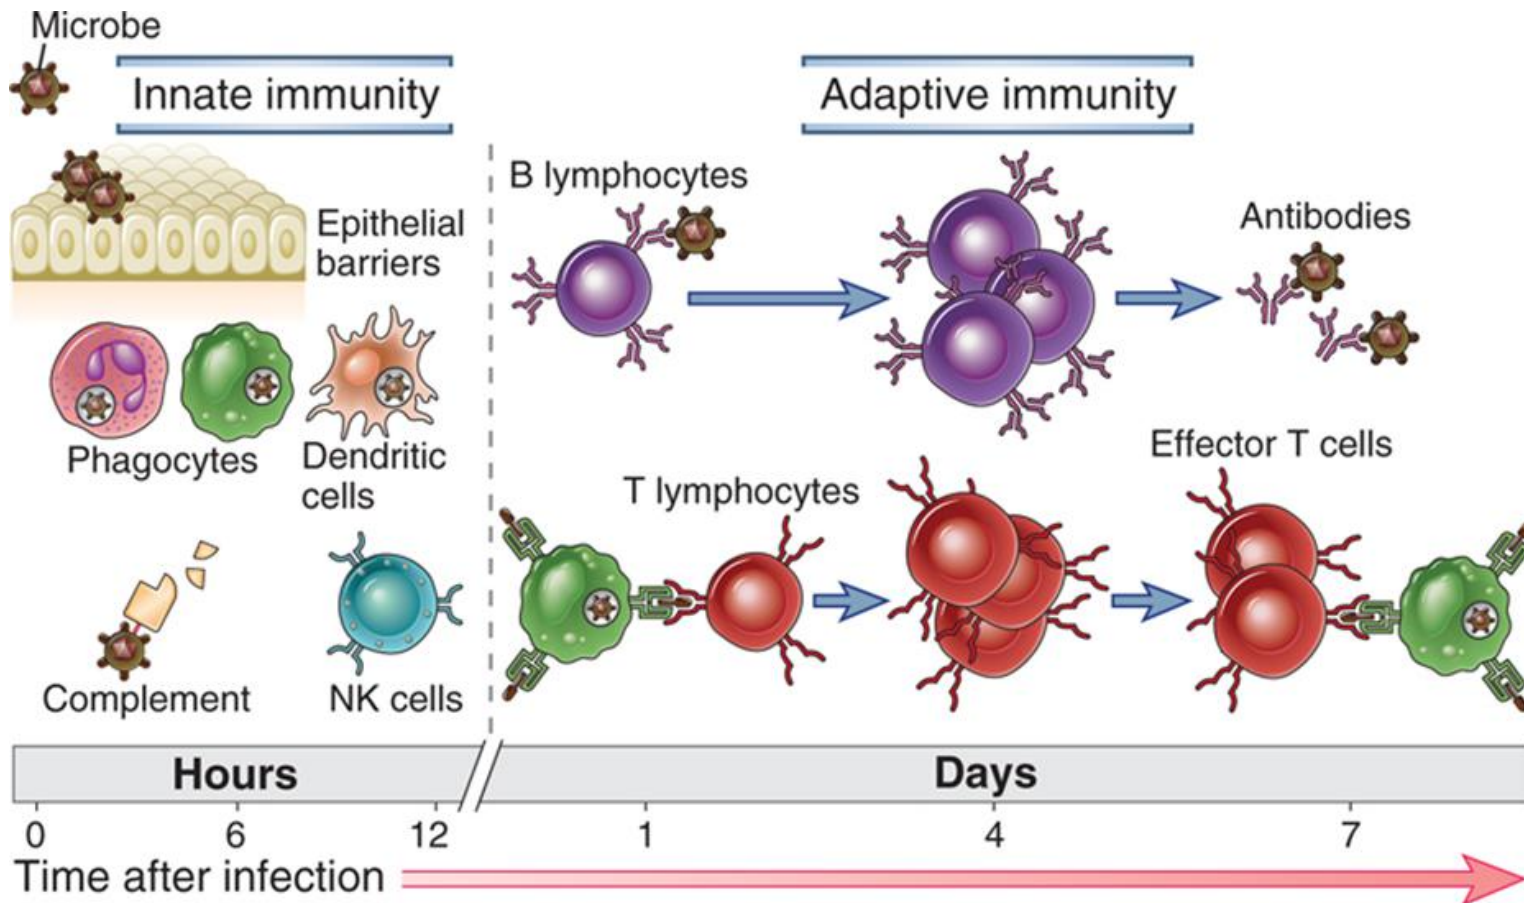 Microbe
Innate immunity
Adaptive immunity
Epithelial
barriers
B lymphocytes
Antibodies
Phagocytes
Dendritic
cells
T lymphocytes
Effector T cells
Complement
NK cells
Hours
Days
0
6
12
1
4
7
Time after infection